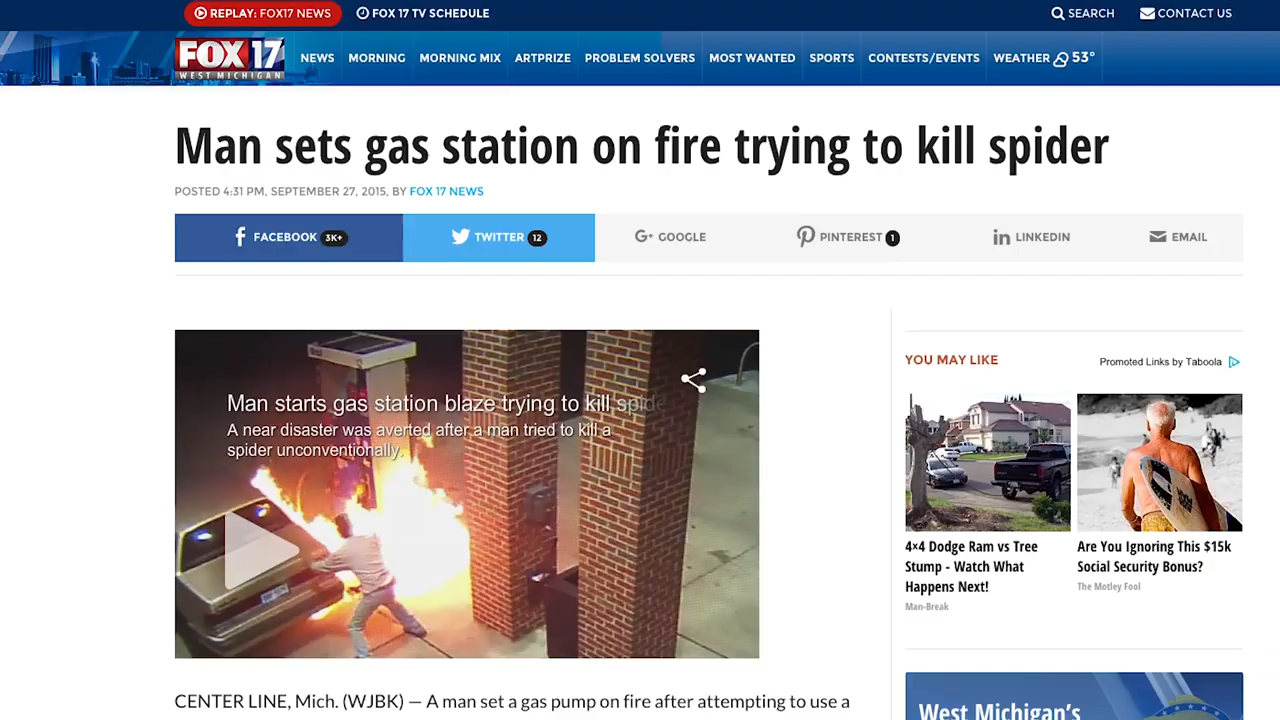 REPLAY: FOX17 NEWS
FOX 17 TV SCHEDULE
SEARCH
CONTACT US
FOX 17
WEST MICHIGAN
NEWS
MORNING
MORNING MIX
ARTPRIZE
PROBLEM SOLVERS
MOST WANTED
SPORTS
CONTESTS/EVENTS
WEATHER
53°
Man sets gas station on fire trying to kill spider
POSTED 4:31 PM, SEPTEMBER 27, 2015, BY FOX 17 NEWS
FACEBOOK 3K+
TWITTER 12
GOOGLE
PINTEREST 1
LINKEDIN
EMAIL
Man starts gas station blaze trying to kill spide
A near disaster was averted after a man tried to kill a
spider unconventionally.
CENTER LINE, Mich. (WJBK) — A man set a gas pump on fire after attempting to use a
YOU MAY LIKE
Promoted Links by Taboola
4×4 Dodge Ram vs Tree
Stump - Watch What
Happens Next!
Man-Break
Are You Ignoring This $15k
Social Security Bonus?
The Motley Fool
West Michigan's